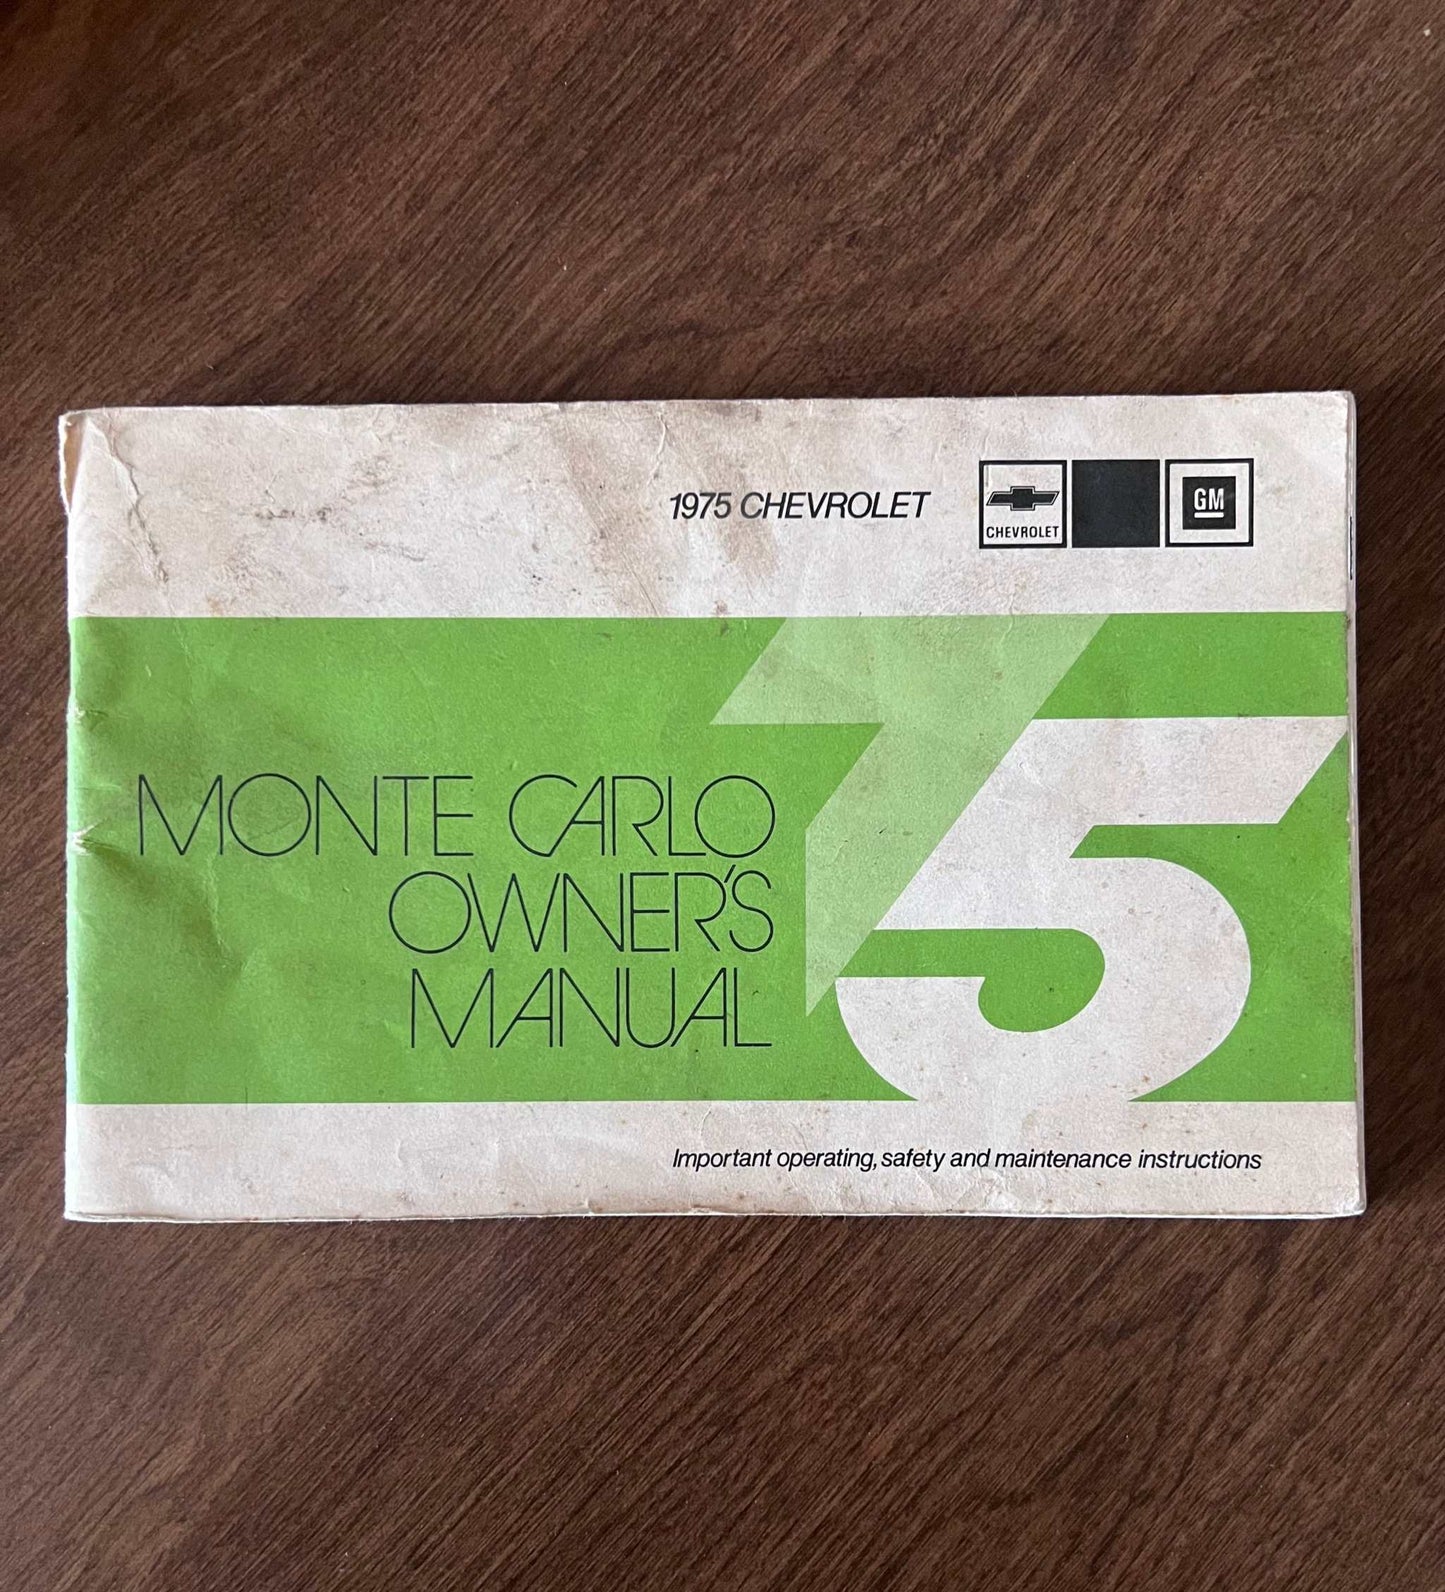 1975 CHEVROLET
CHEVROLET
GM
75
MONTE CARLO
OWNER'S
MANUAL
Important operating, safety and maintenance instructions